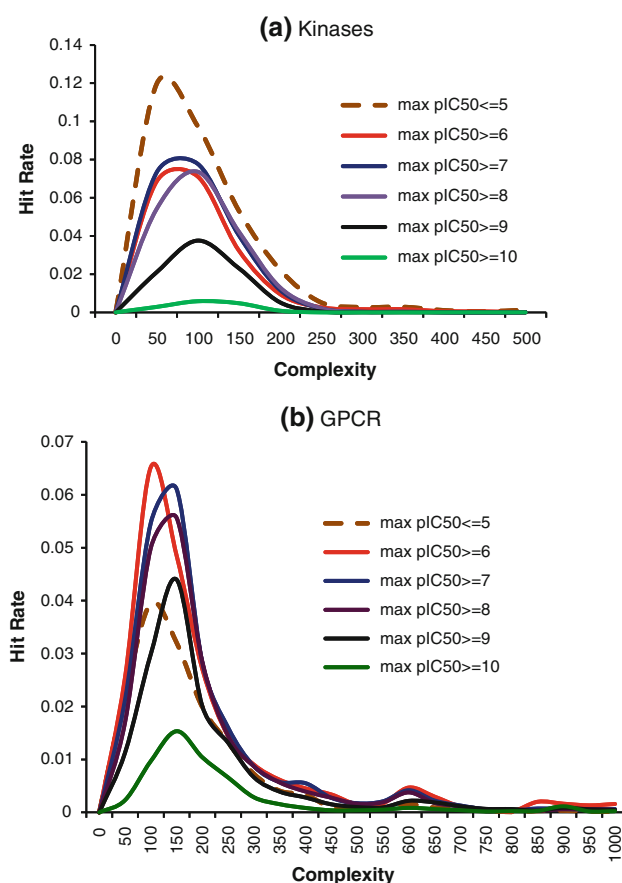 (a) Kinases
0.14
0.12
0.1
0.08
0.06
0.04
0.02
0
Hit Rate
max pIC50<=5
max pIC50>=6
max pIC50>=7
max pIC50>=8
max pIC50>=9
max pIC50>=10
0 50 100 150 200 250 300 350 400 450 500
Complexity
(b) GPCR
0.07
0.06
0.05
0.04
0.03
0.02
0.01
0
Hit Rate
max pIC50<=5
max pIC50>=6
max pIC50>=7
max pIC50>=8
max pIC50>=9
max pIC50>=10
0 50 100 150 200 250 300 350 400 450 500 550 600 650 700 750 800 850 900 950 1000
Complexity